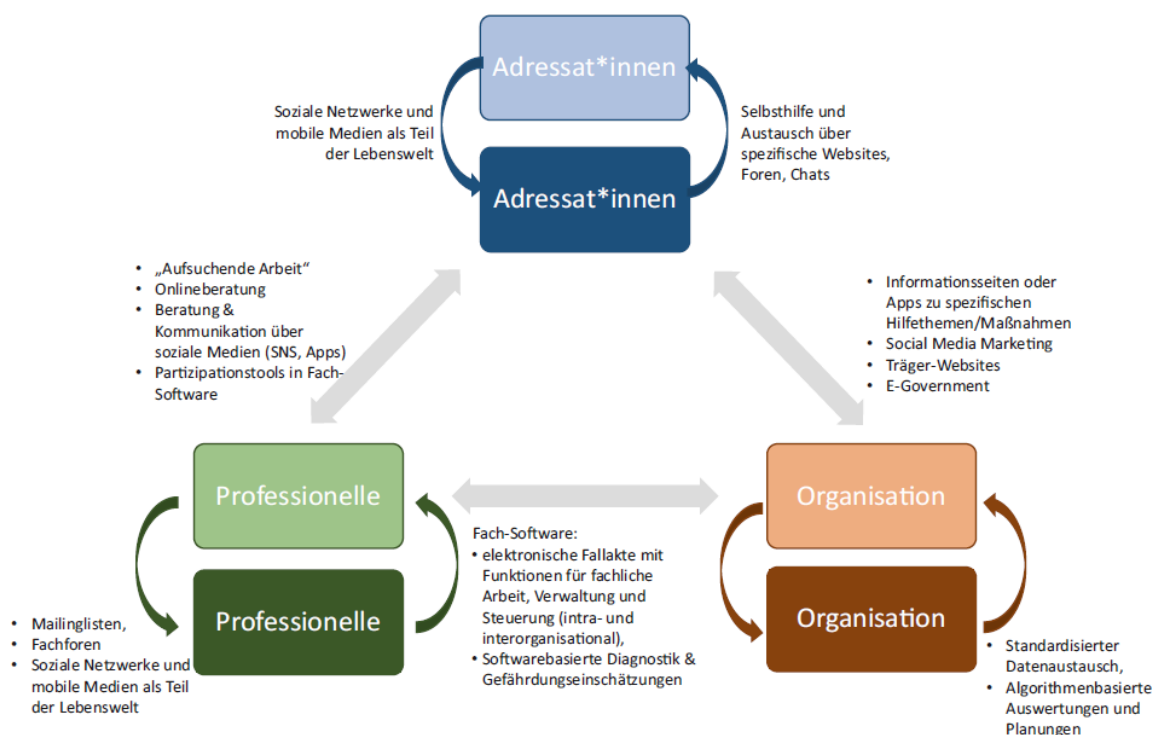 Adressat*innen
Soziale Netzwerke und
mobile Medien als Teil
der Lebenswelt
Selbsthilfe und
Austausch über
spezifische Websites,
Foren, Chats
Adressat*innen
• „Aufsuchende Arbeit“
• Onlineberatung
• Beratung &
Kommunikation über
soziale Medien (SNS, Apps)
• Partizipationstools in Fach-
Software
• Informationsseiten oder
Apps zu spezifischen
Hilfethemen/Maßnahmen
• Social Media Marketing
• Träger-Websites
• E-Government
Professionelle
Organisation
Fach-Software:
• elektronische Fallakte mit
Funktionen für fachliche
Arbeit, Verwaltung und
Steuerung (intra- und
interorganisational),
• Softwarebasierte Diagnostik &
Gefährdungseinschätzungen
Professionelle
Organisation
• Mailinglisten,
• Fachforen
• Soziale Netzwerke und
mobile Medien als Teil
der Lebenswelt
• Standardisierter
Datenaustausch,
• Algorithmenbasierte
Auswertungen und
Planungen